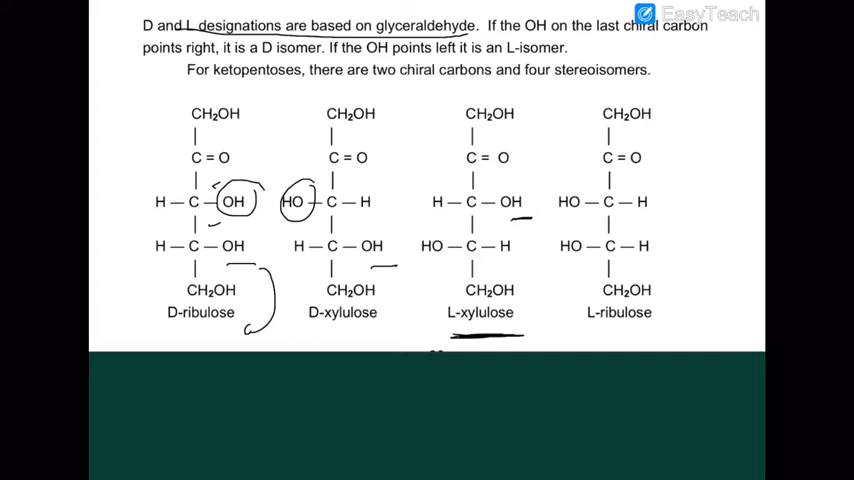 EasyTeach
D and L designations are based on glyceraldehyde. If the OH on the last chiral carbon
points right, it is a D isomer. If the OH points left it is an L-isomer.
For ketopentoses, there are two chiral carbons and four stereoisomers.
CH₂OH CH₂OH CH₂OH CH₂OH
| | | |
C = O C = O C = O C = O
| | | |
H — C — OH HO — C — H H — C — OH HO — C — H
| | | |
H — C — OH H — C — OH HO — C — H HO — C — H
| | | |
CH₂OH CH₂OH CH₂OH CH₂OH
D-ribulose D-xylulose L-xylulose L-ribulose